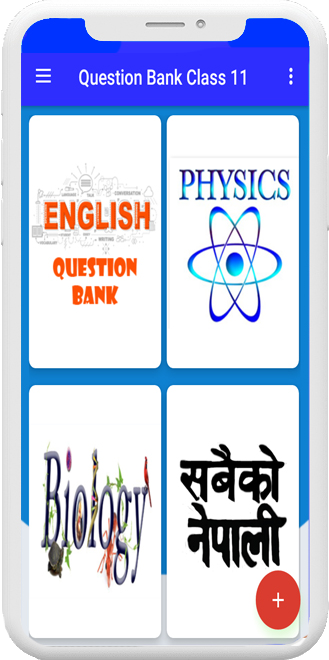 Question Bank Class 11
ENGLISH
QUESTION
BANK
PHYSICS
Biology
सबैको
नेपाली